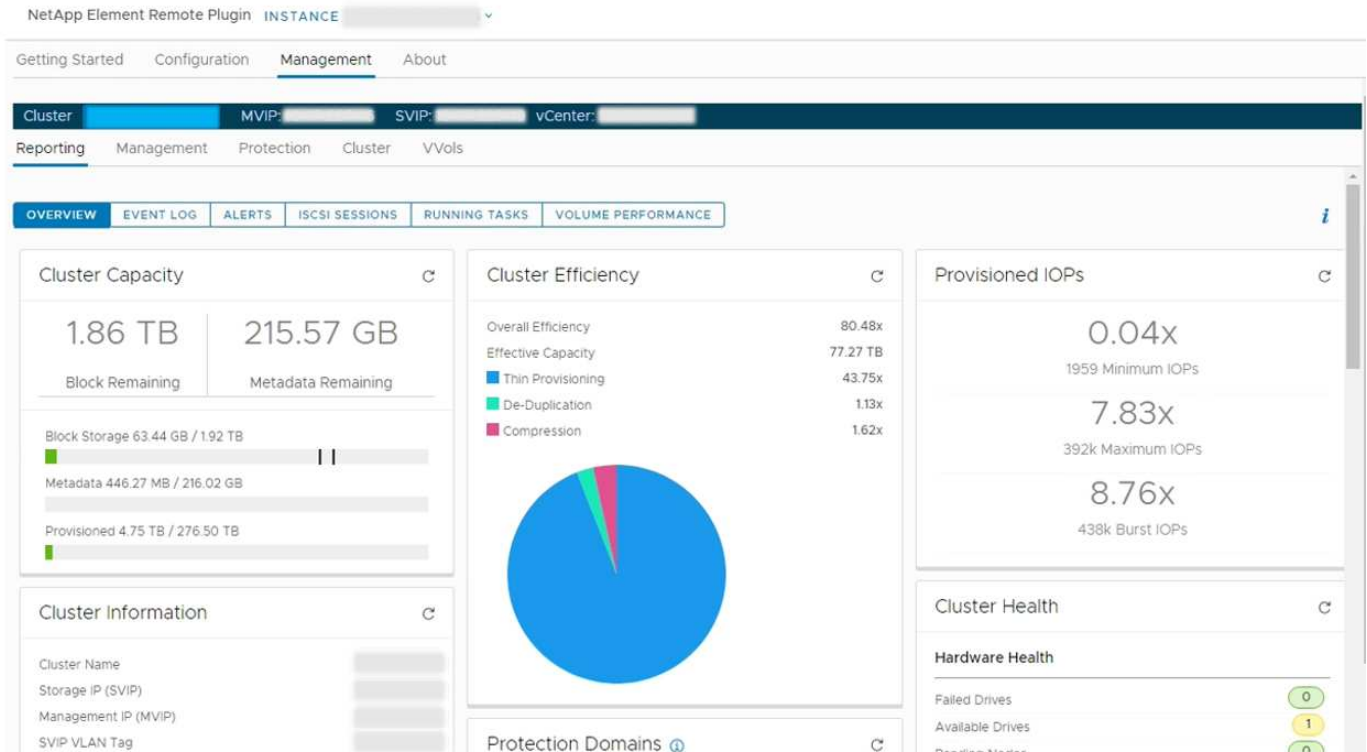 NetApp Element Remote Plugin INSTANCE
Getting Started Configuration Management About
Cluster MVIP: SVIP: vCenter:
Reporting Management Protection Cluster VVols
OVERVIEW EVENT LOG ALERTS ISCSI SESSIONS RUNNING TASKS VOLUME PERFORMANCE
Cluster Capacity
1.86 TB 215.57 GB
Block Remaining Metadata Remaining
Block Storage 63.44 GB / 1.92 TB
Metadata 446.27 MB / 216.02 GB
Provisioned 4.75 TB / 276.50 TB
Cluster Efficiency
Overall Efficiency 80.48x
Effective Capacity 77.27 TB
Thin Provisioning 43.75x
De-Duplication 1.13x
Compression 1.62x
Provisioned IOPs
0.04x
1959 Minimum IOPs
7.83x
392k Maximum IOPs
8.76x
438k Burst IOPs
Cluster Information
Cluster Name
Storage IP (SVIP)
Management IP (MVIP)
SVIP VLAN Tag
Protection Domains
Cluster Health
Hardware Health
Failed Drives 0
Available Drives 1
Pending Nodes 0